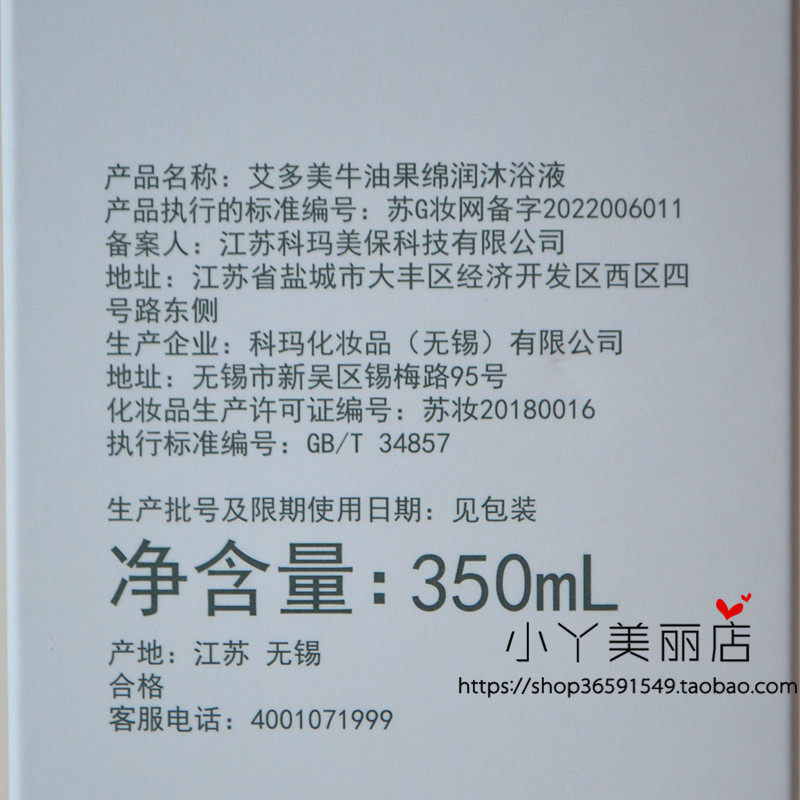 产品名称：艾多美牛油果绵润沐浴液
产品执行的标准编号：苏G妆网备字2022006011
备案人：江苏科玛美保科技有限公司
地址：江苏省盐城市大丰区经济开发区西区四
号路东侧
生产企业：科玛化妆品（无锡）有限公司
地址：无锡市新吴区锡梅路95号
化妆品生产许可证编号：苏妆20180016
执行标准编号：GB/T 34857
生产批号及限期使用日期：见包装
净含量：350mL
产地：江苏 无锡
合格
客服电话：4001071999
小丫美丽店
https://shop36591549.taobao.com